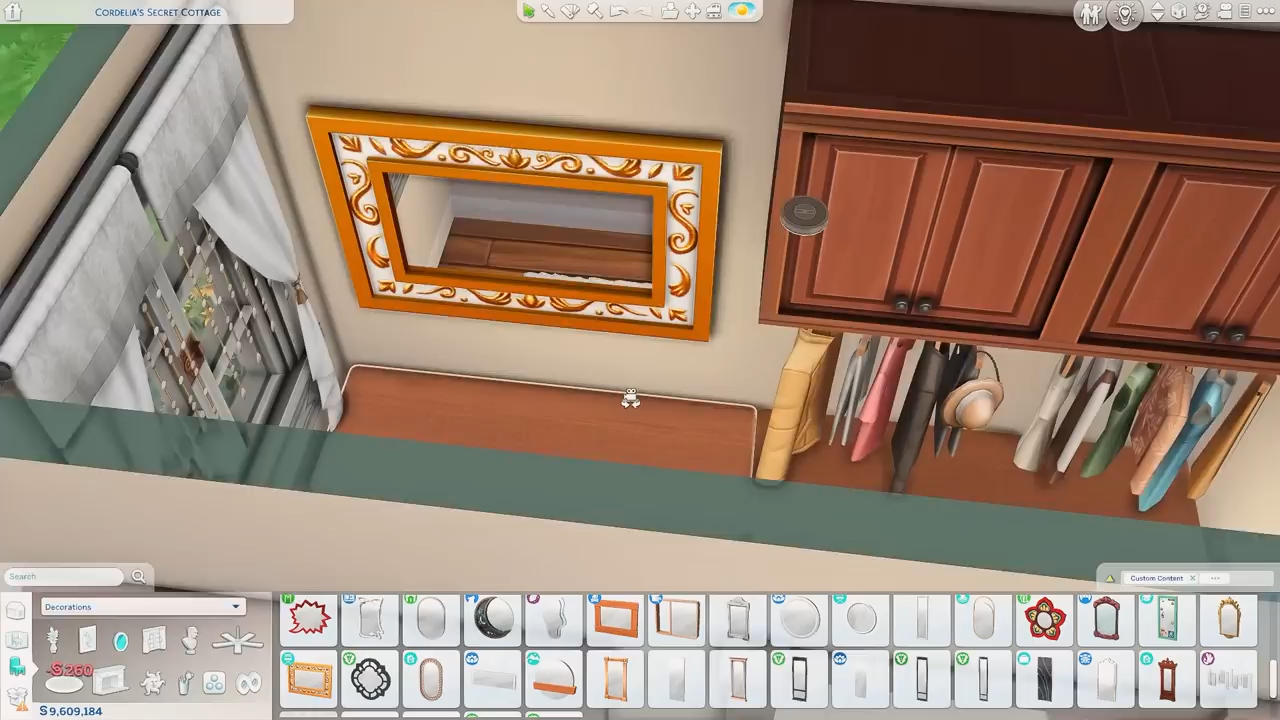 CORDELIA'S SECRET COTTAGE
Search
Custom Content
Decorations
-§260
§9,609,184